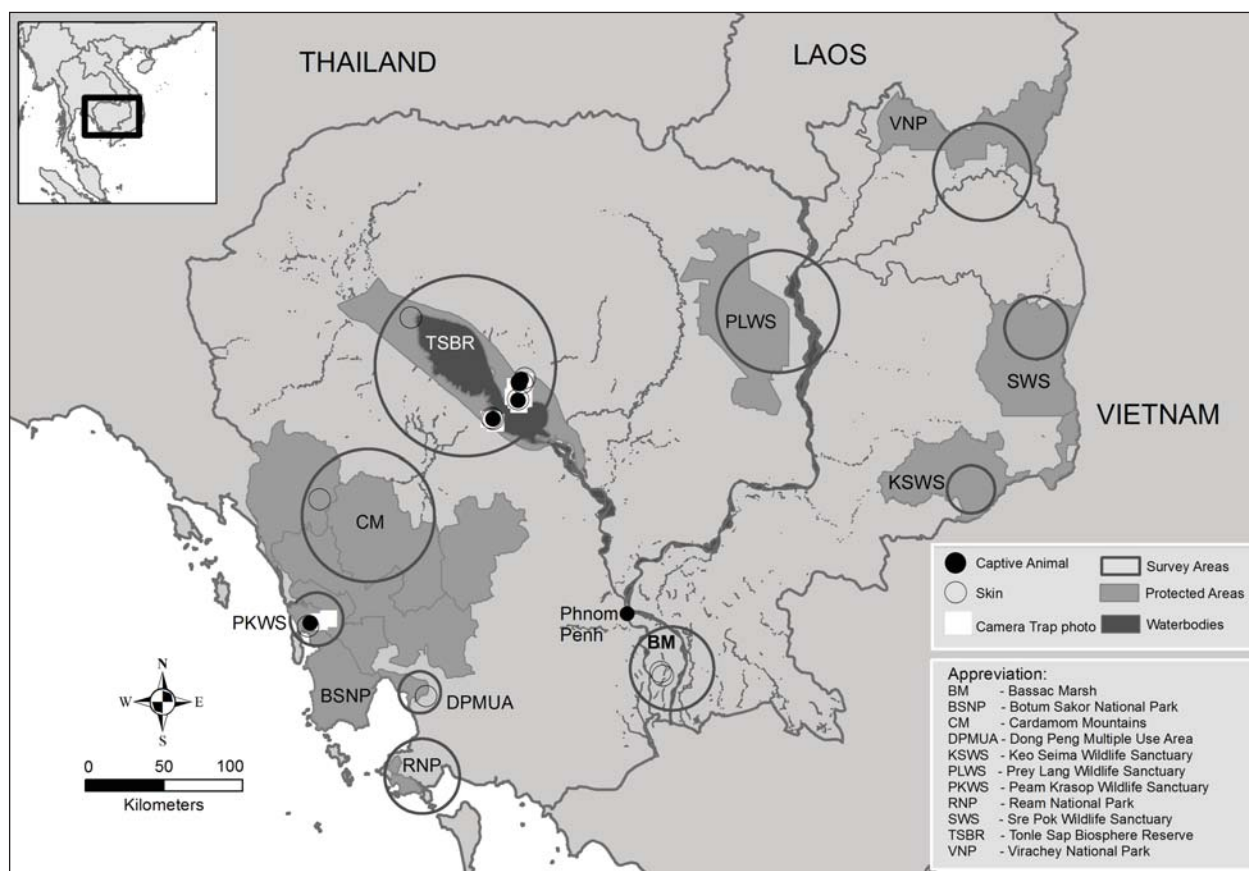 THAILAND
LAOS
VNP
TSBR
PLWS
SWS
VIETNAM
KSWS
CM
PKWS
Phnom
Penh
BM
BSNP
DPMUA
RNP
N
W
E
S
0 50 100
Kilometers
Captive Animal
Skin
Camera Trap photo
Survey Areas
Protected Areas
Waterbodies
Appreviation:
BM - Bassac Marsh
BSNP - Botum Sakor National Park
CM - Cardamom Mountains
DPMUA - Dong Peng Multiple Use Area
KSWS - Keo Seima Wildlife Sanctuary
PLWS - Prey Lang Wildlife Sanctuary
PKWS - Peam Krasop Wildlife Sanctuary
RNP - Ream National Park
SWS - Sre Pok Wildlife Sanctuary
TSBR - Tonle Sap Biosphere Reserve
VNP - Virachey National Park